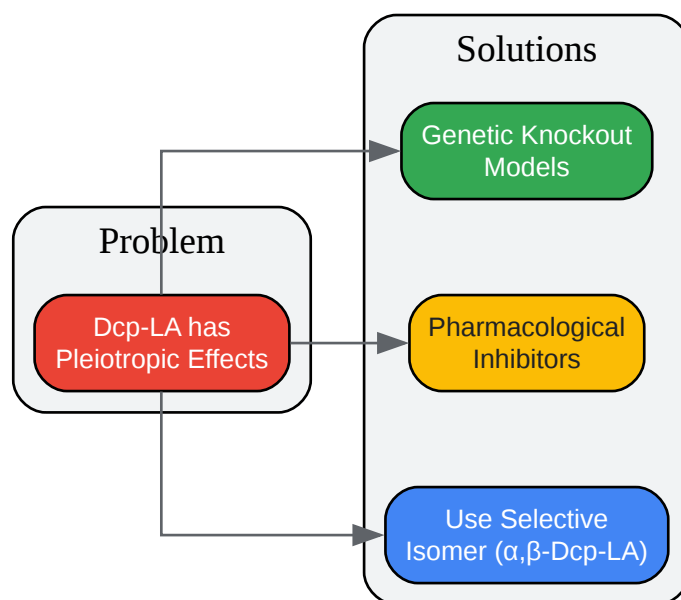 Problem
Dcp-LA has
Pleiotropic Effects
Solutions
Genetic Knockout
Models
Pharmacological
Inhibitors
Use Selective
Isomer (α,β-Dcp-LA)